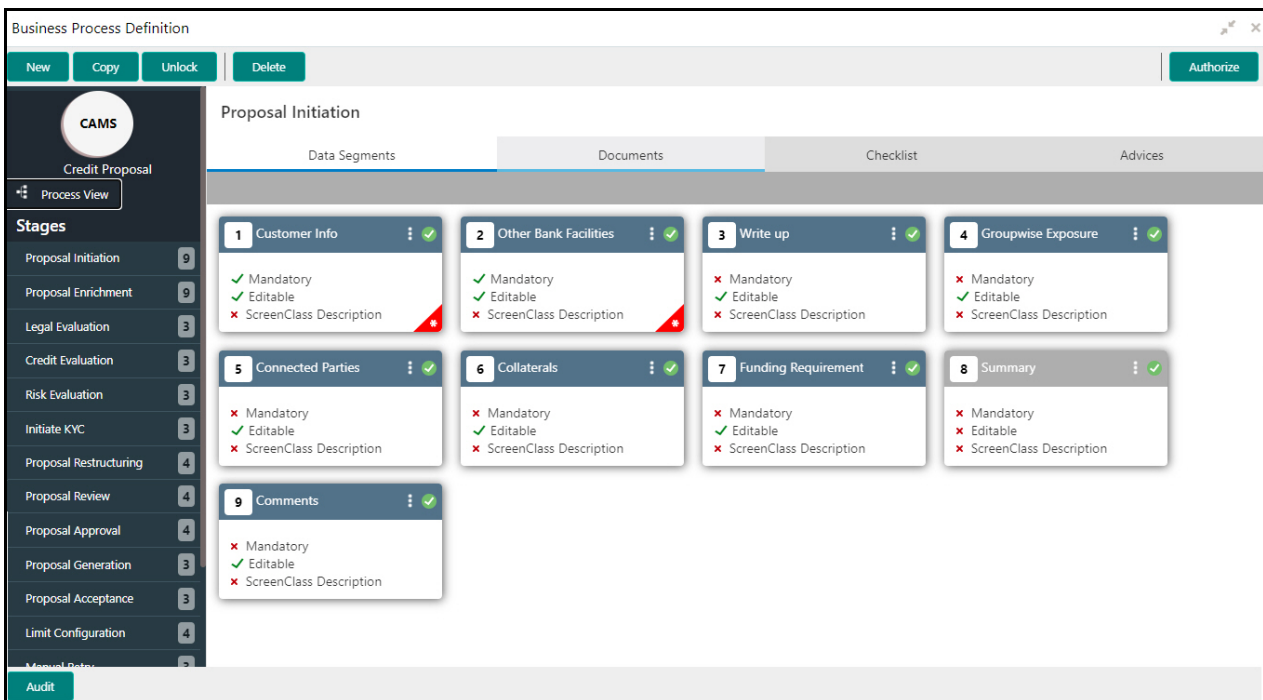 Business Process Definition
New Copy Unlock Delete Authorize
CAMS
Credit Proposal
Process View
Stages
Proposal Initiation 9
Proposal Enrichment 9
Legal Evaluation 3
Credit Evaluation 3
Risk Evaluation 3
Initiate KYC 3
Proposal Restructuring 4
Proposal Review 4
Proposal Approval 4
Proposal Generation 3
Proposal Acceptance 3
Limit Configuration 4
Manual Retry
Proposal Initiation
Data Segments Documents Checklist Advices
1 Customer Info
Mandatory
Editable
ScreenClass Description
2 Other Bank Facilities
Mandatory
Editable
ScreenClass Description
3 Write up
Mandatory
Editable
ScreenClass Description
4 Groupwise Exposure
Mandatory
Editable
ScreenClass Description
5 Connected Parties
Mandatory
Editable
ScreenClass Description
6 Collaterals
Mandatory
Editable
ScreenClass Description
7 Funding Requirement
Mandatory
Editable
ScreenClass Description
8 Summary
Mandatory
Editable
ScreenClass Description
9 Comments
Mandatory
Editable
ScreenClass Description
Audit